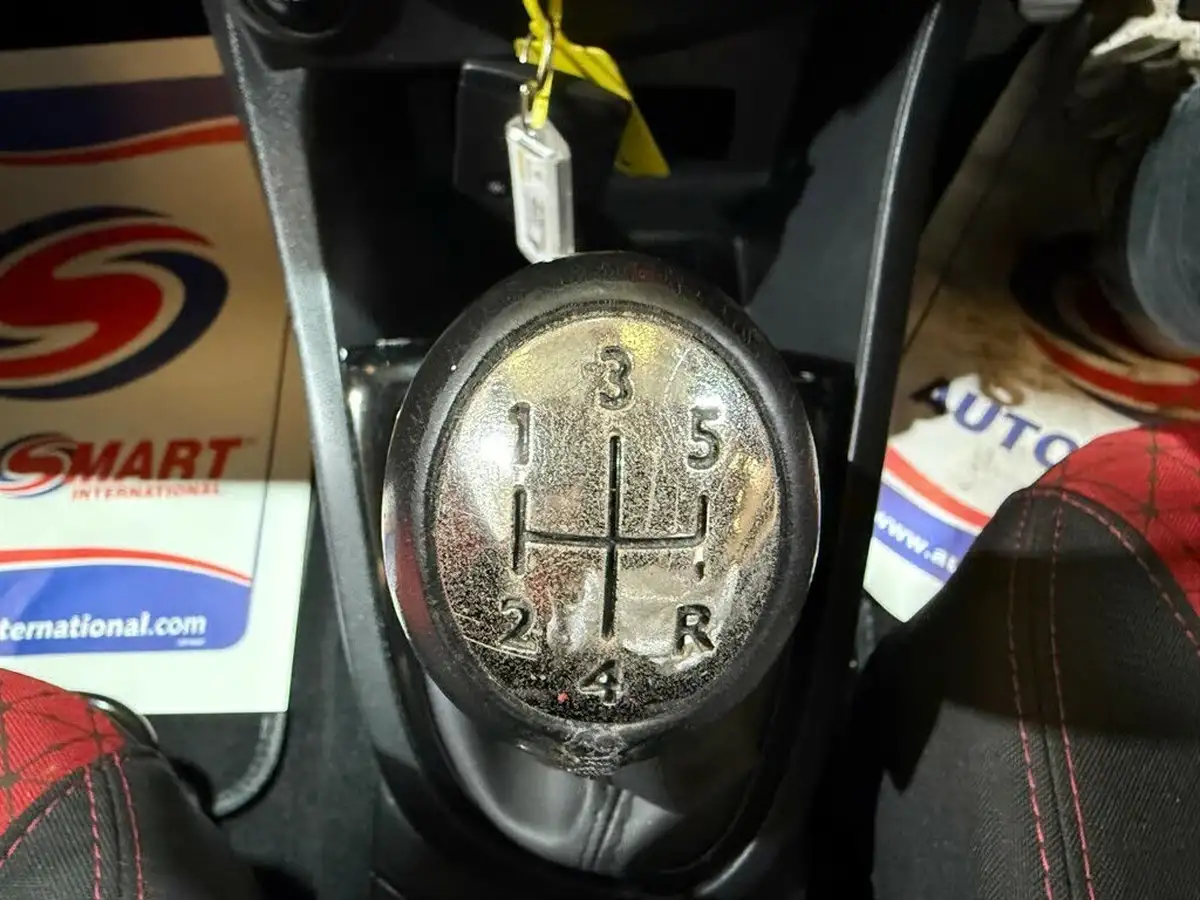 SMART
INTERNATIONAL
ternational.com
3
1
5
2
R
4
AUTO
www.a